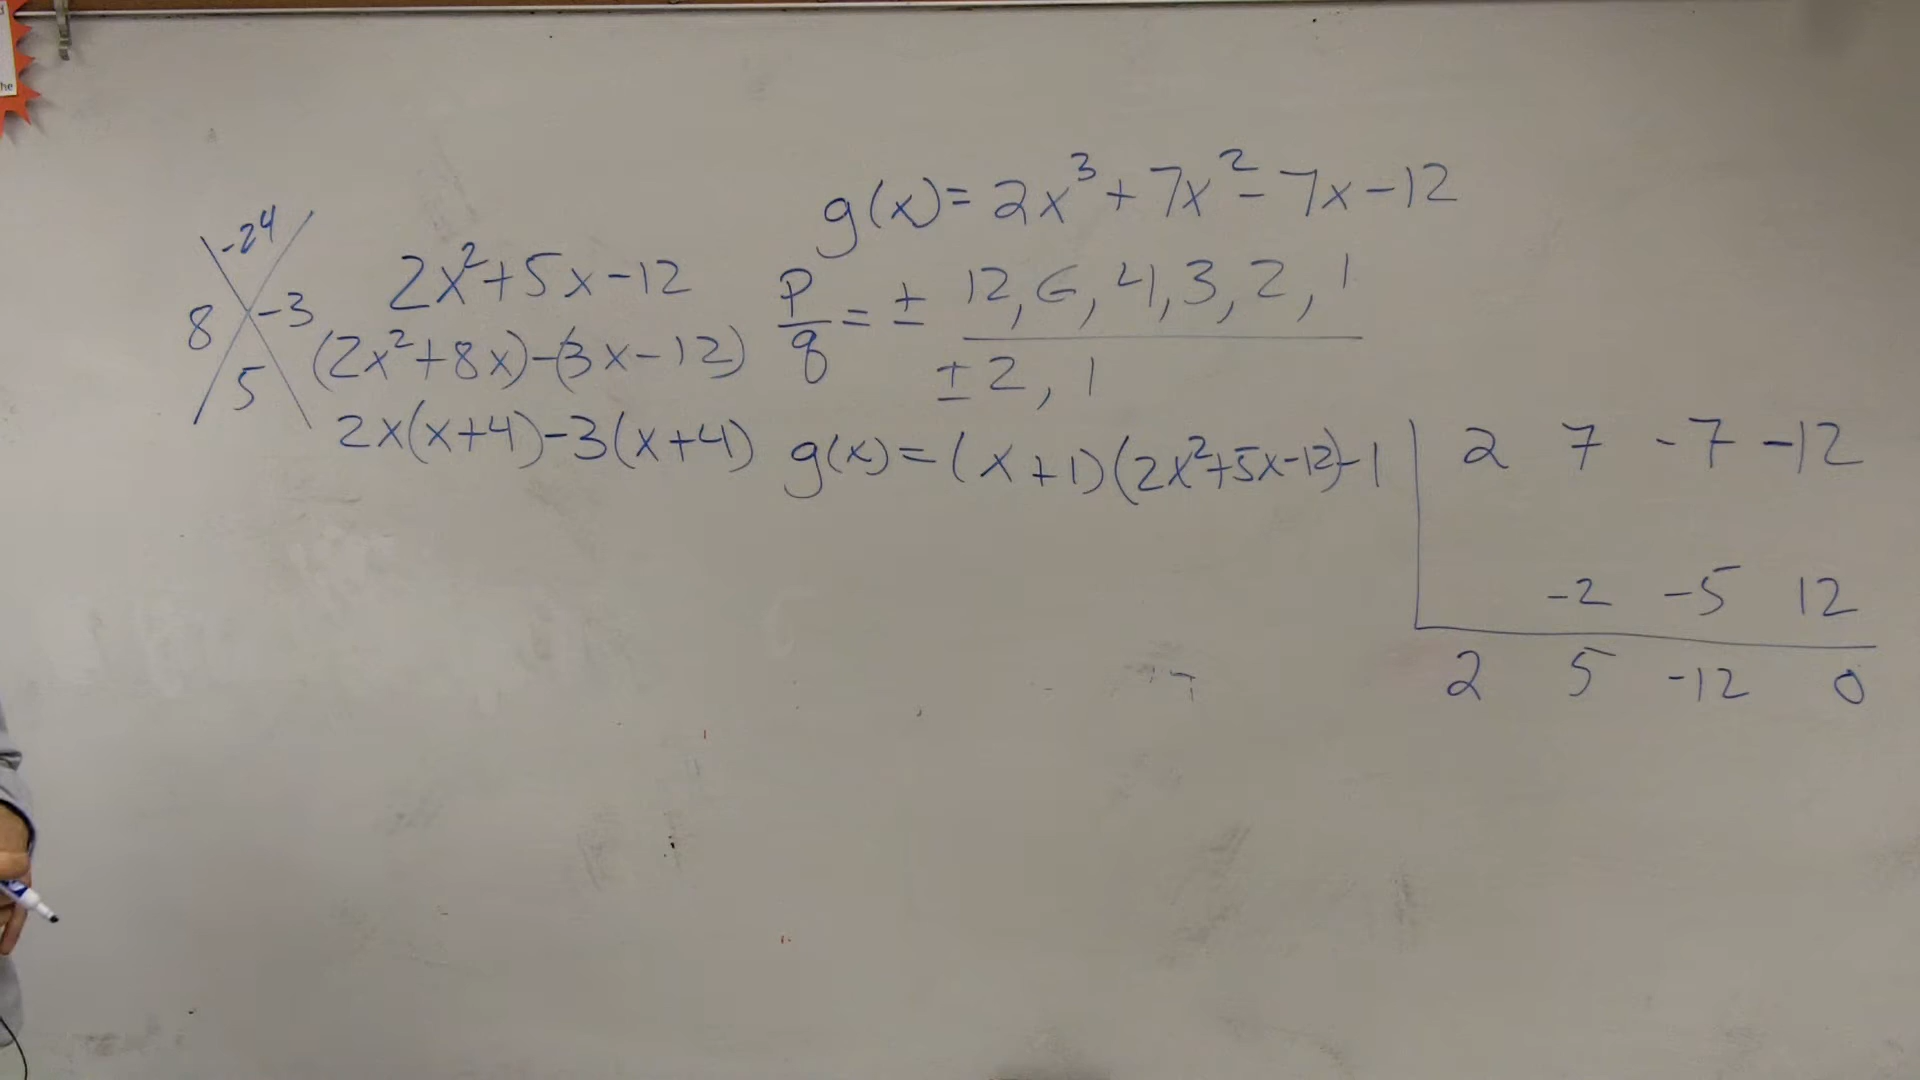 he
g(x)= 2x³+7x²-7x-12
-24
8 -3
5
2x²+5x-12
(2x²+8x)-(3x-12)
2x(x+4)-3(x+4)
p/q = ± 12, 6, 4, 3, 2, 1
± 2, 1
g(x)=(x+1)(2x²+5x-12)
-1 | 2 7 -7 -12
-2 -5 12
2 5 -12 0